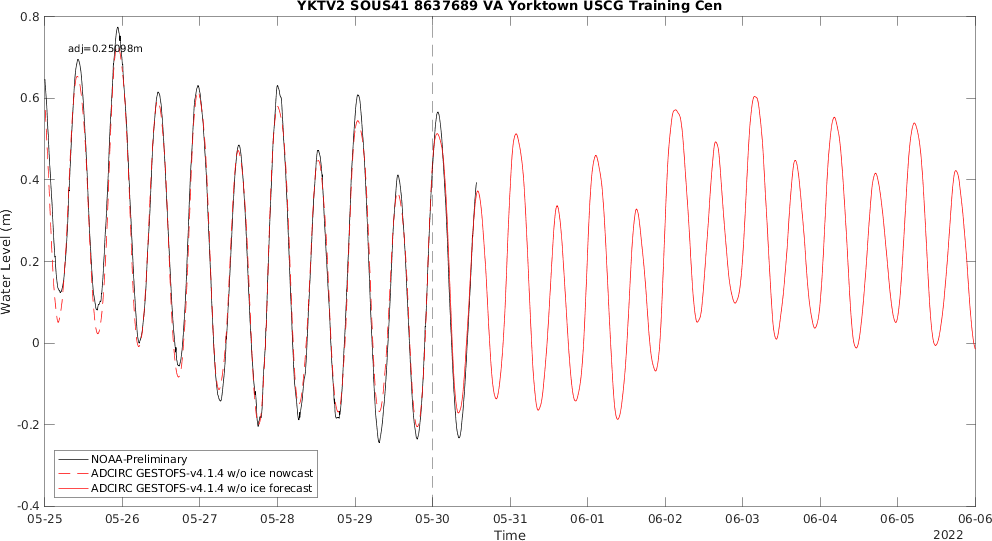 YKTV2 SOUS41 8637689 VA Yorktown USCG Training Cen
adj=0.25098m
0.8
0.6
0.4
0.2
0
-0.2
-0.4
Water Level (m)
NOAA-Preliminary
ADCIRC GESTOFS-v4.1.4 w/o ice nowcast
ADCIRC GESTOFS-v4.1.4 w/o ice forecast
05-25 05-26 05-27 05-28 05-29 05-30 05-31 06-01 06-02 06-03 06-04 06-05 06-06
Time
2022